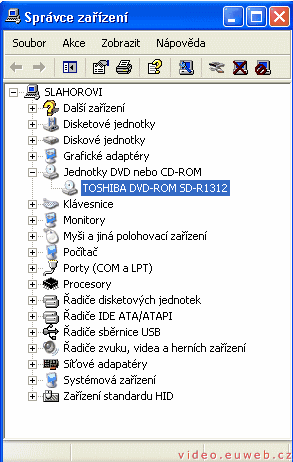 Správce zařízení
Soubor Akce Zobrazit Nápověda
SLAHOROVI
Další zařízení
Disketové jednotky
Diskové jednotky
Grafické adaptéry
Jednotky DVD nebo CD-ROM
TOSHIBA DVD-ROM SD-R1312
Klávesnice
Monitory
Myši a jiná polohovací zařízení
Počítač
Porty (COM a LPT)
Procesory
Řadiče disketových jednotek
Řadiče IDE ATA/ATAPI
Řadiče sběrnice USB
Řadiče zvuku, videa a herních zařízení
Síťové adapatéry
Systémová zařízení
Zařízení standardu HID
video.euweb.cz